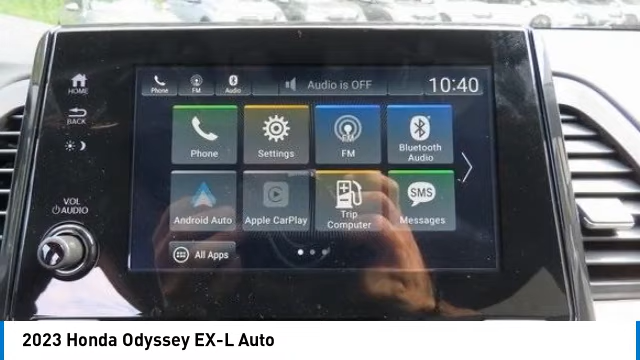 HOME
BACK
VOL
AUDIO
Phone
FM
Audio
Audio is OFF
10:40
Phone
Settings
FM
FM
Bluetooth
Audio
Android Auto
Apple CarPlay
Trip
Computer
SMS
Messages
All Apps
2023 Honda Odyssey EX-L Auto